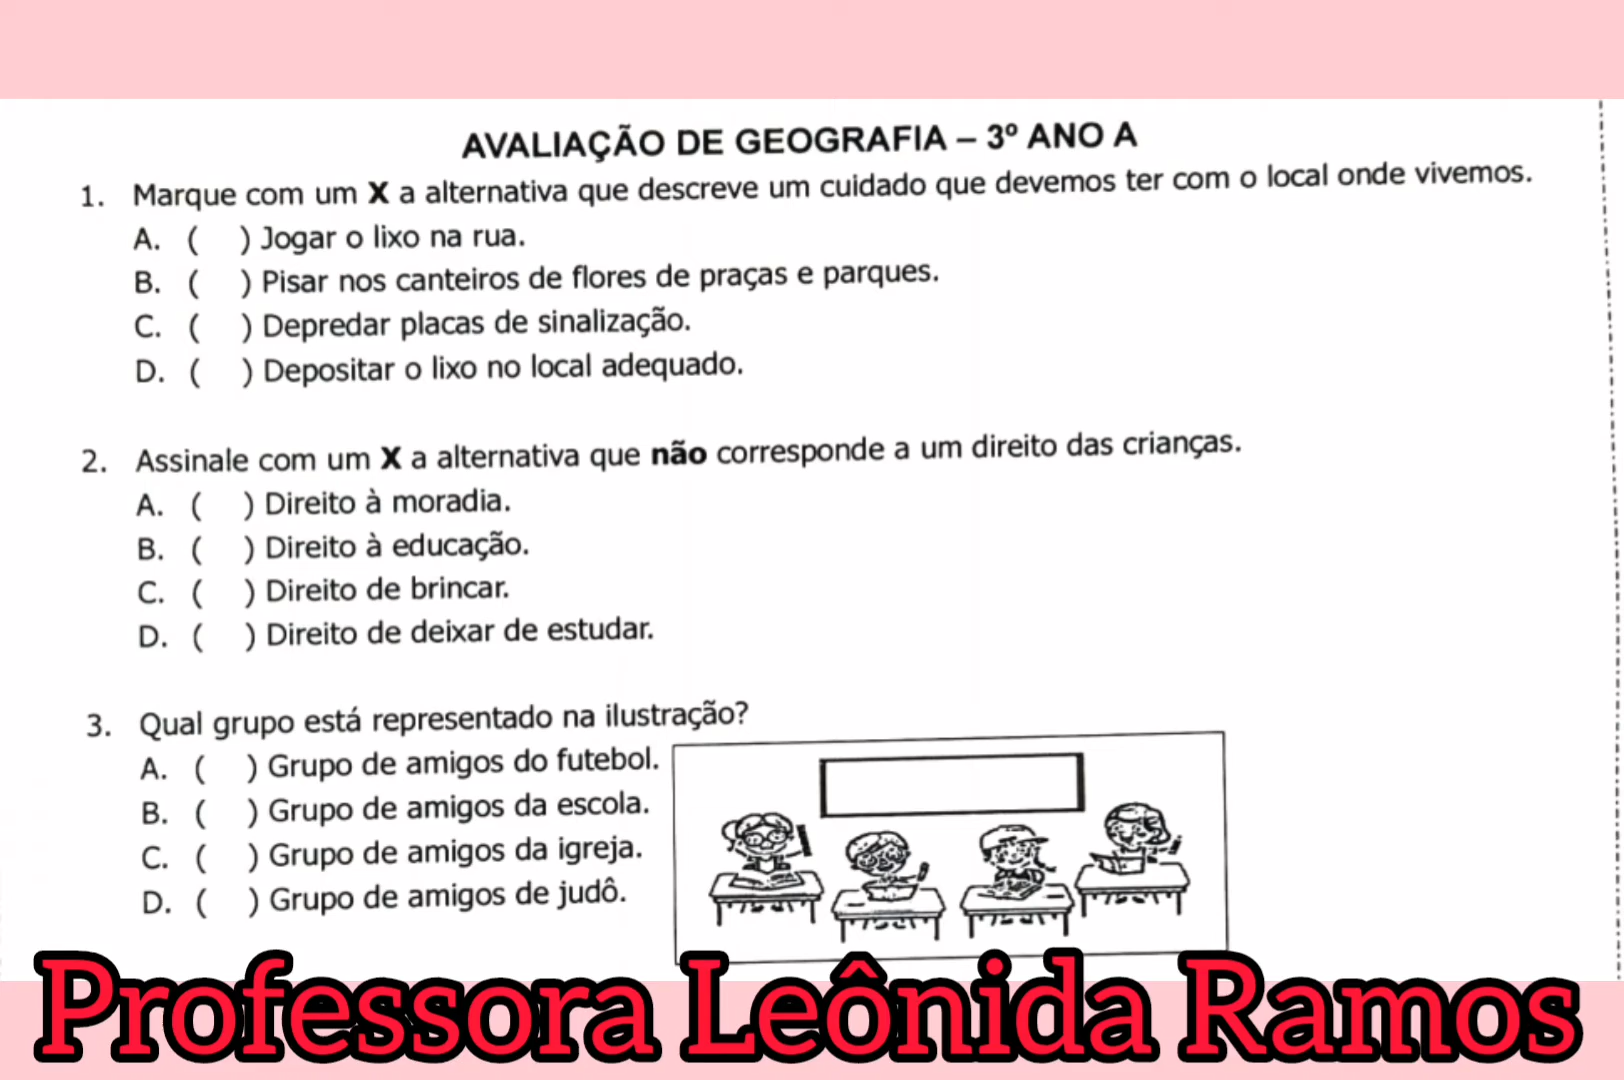 AVALIAÇÃO DE GEOGRAFIA – 3º ANO A
1. Marque com um X a alternativa que descreve um cuidado que devemos ter com o local onde vivemos.
A. ( ) Jogar o lixo na rua.
B. ( ) Pisar nos canteiros de flores de praças e parques.
C. ( ) Depredar placas de sinalização.
D. ( ) Depositar o lixo no local adequado.
2. Assinale com um X a alternativa que não corresponde a um direito das crianças.
A. ( ) Direito à moradia.
B. ( ) Direito à educação.
C. ( ) Direito de brincar.
D. ( ) Direito de deixar de estudar.
3. Qual grupo está representado na ilustração?
A. ( ) Grupo de amigos do futebol.
B. ( ) Grupo de amigos da escola.
C. ( ) Grupo de amigos da igreja.
D. ( ) Grupo de amigos de judô.
Professora Leônida Ramos